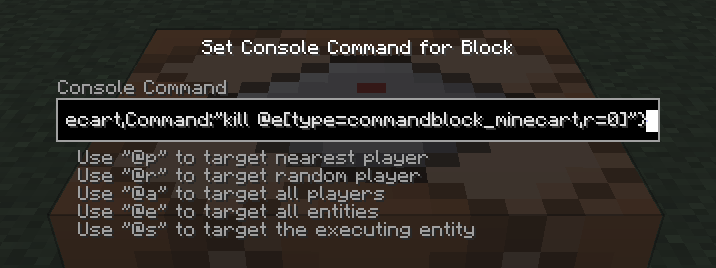 Set Console Command for Block
Console Command
ecart,Command:"kill @e[type=commandblock_minecart,r=0]"}
Use "@p" to target nearest player
Use "@r" to target random player
Use "@a" to target all players
Use "@e" to target all entities
Use "@s" to target the executing entity